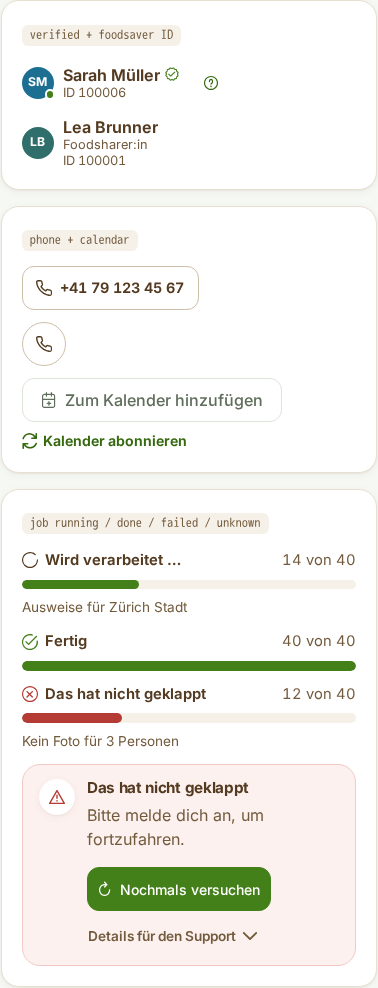 verified + foodsaver ID
SM
Sarah Müller
ID 100006
LB
Lea Brunner
Foodsharer:in
ID 100001
phone + calendar
+41 79 123 45 67
Zum Kalender hinzufügen
Kalender abonnieren
job running / done / failed / unknown
Wird verarbeitet … 14 von 40
Ausweise für Zürich Stadt
Fertig 40 von 40
Das hat nicht geklappt 12 von 40
Kein Foto für 3 Personen
Das hat nicht geklappt
Bitte melde dich an, um
fortzufahren.
Nochmals versuchen
Details für den Support